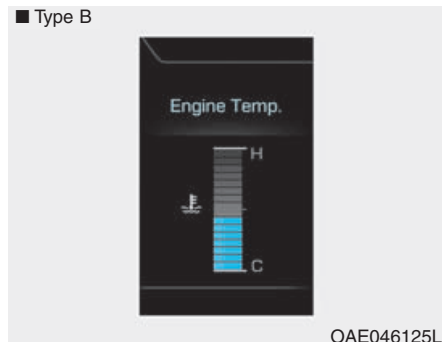 ■ Type B
Engine Temp.
H
C
OAE046125L